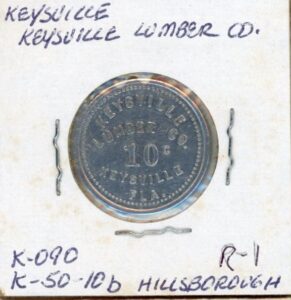 KEYSVILLE
KEYSVILLE LUMBER CO.
KEYSVILLE
LUMBER CO.
10¢
KEYSVILLE
FLA.
K-090
R-1
K-50-10b HILLSBOROUGH